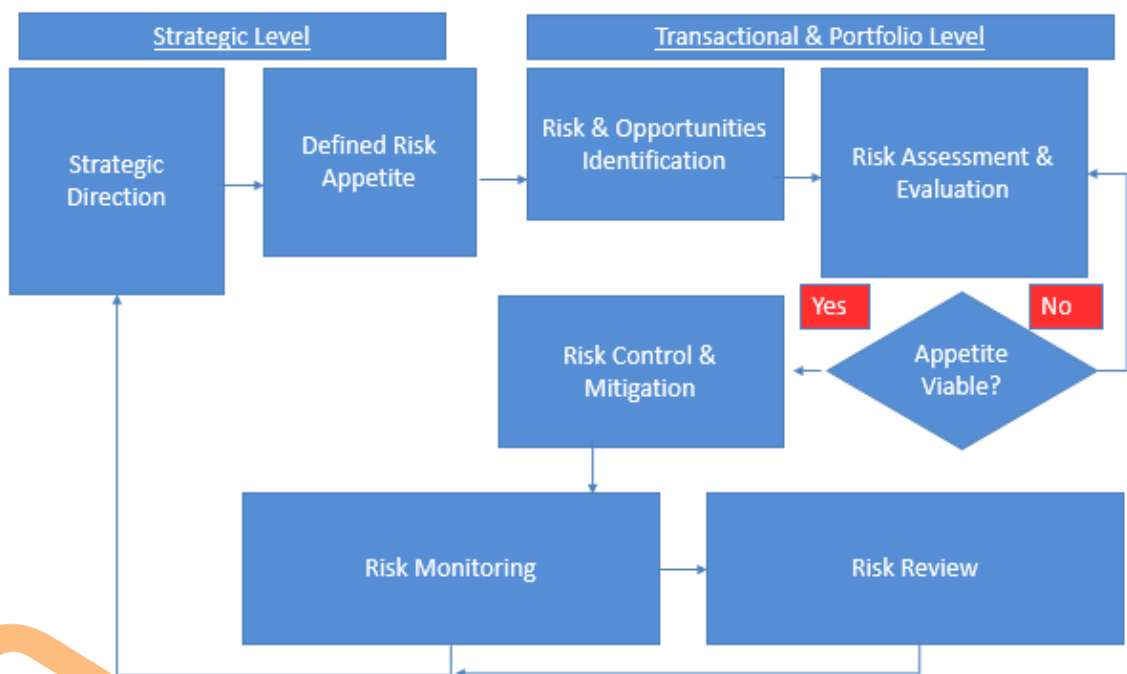 Strategic Level
Transactional & Portfolio Level
Strategic
Direction
Defined Risk
Appetite
Risk & Opportunities
Identification
Risk Assessment &
Evaluation
Yes
No
Risk Control &
Mitigation
Appetite
Viable?
Risk Monitoring
Risk Review